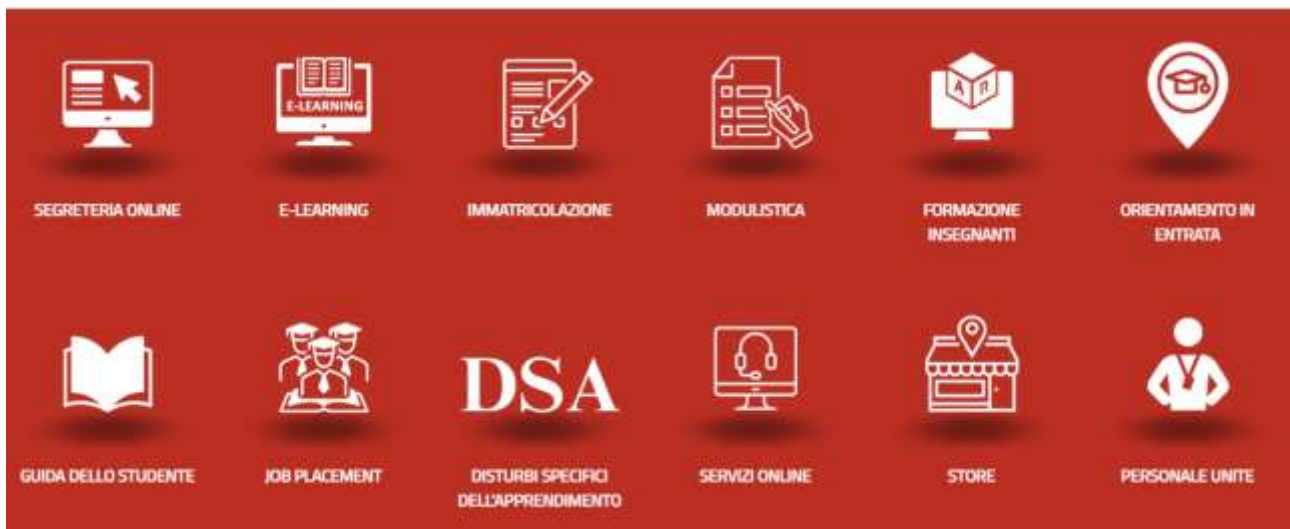 E-LEARNING
A R
SEGRETERIA ONLINE
E-LEARNING
IMMATRICOLAZIONE
MODULISTICA
FORMAZIONE
INSEGNANTI
ORIENTAMENTO IN
ENTRATA
DSA
GUIDA DELLO STUDENTE
JOB PLACEMENT
DISTURBI SPECIFICI
DELL'APPRENDIMENTO
SERVIZI ONLINE
STORE
PERSONALE UNITE